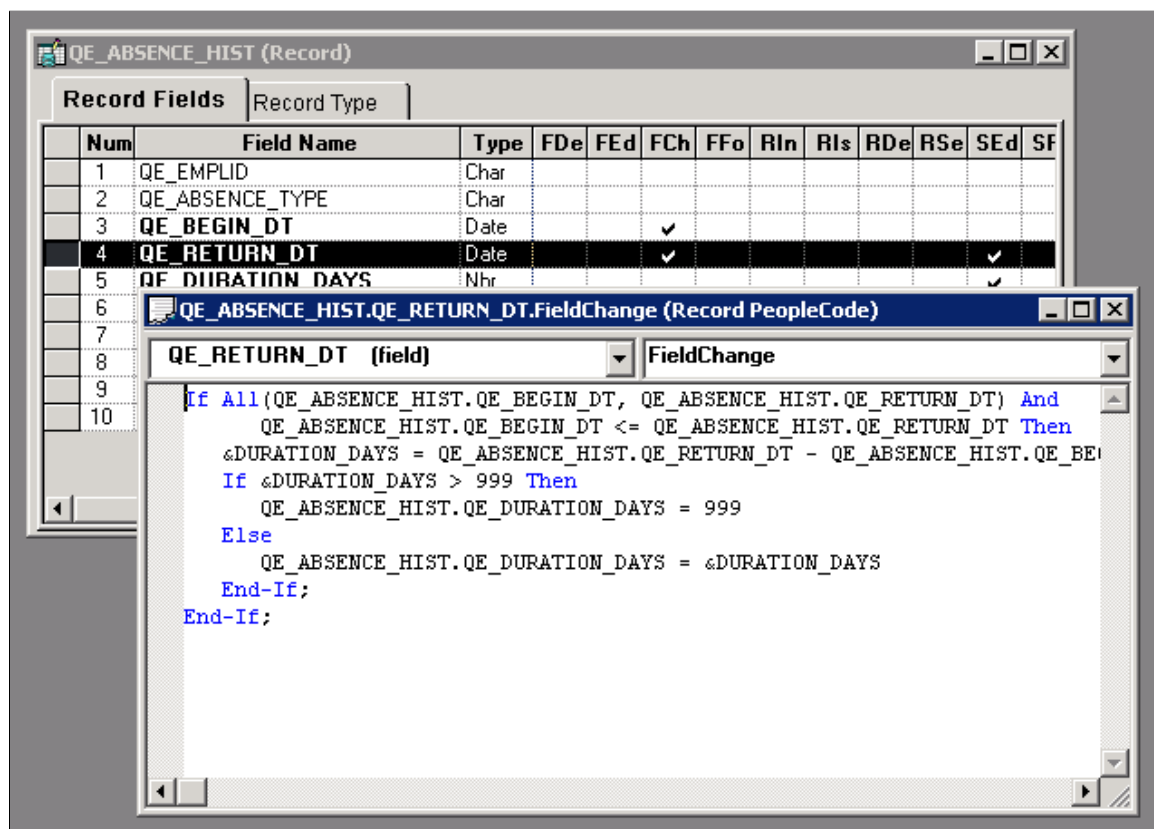 QE_ABSENCE_HIST (Record)
Record Fields Record Type
Num Field Name Type FDe FEd FCh FFo RIn RIs RDe RSe SEd SF
1 QE_EMPLID Char
2 QE_ABSENCE_TYPE Char
3 QE_BEGIN_DT Date
4 QE_RETURN_DT Date
5 QE_DURATION_DAYS Nbr
6
7
8
9
10
QE_ABSENCE_HIST.QE_RETURN_DT.FieldChange (Record PeopleCode)
QE_RETURN_DT (field) FieldChange
If All(QE_ABSENCE_HIST.QE_BEGIN_DT, QE_ABSENCE_HIST.QE_RETURN_DT) And
QE_ABSENCE_HIST.QE_BEGIN_DT <= QE_ABSENCE_HIST.QE_RETURN_DT Then
&DURATION_DAYS = QE_ABSENCE_HIST.QE_RETURN_DT - QE_ABSENCE_HIST.QE_BE
If &DURATION_DAYS > 999 Then
QE_ABSENCE_HIST.QE_DURATION_DAYS = 999
Else
QE_ABSENCE_HIST.QE_DURATION_DAYS = &DURATION_DAYS
End-If;
End-If;